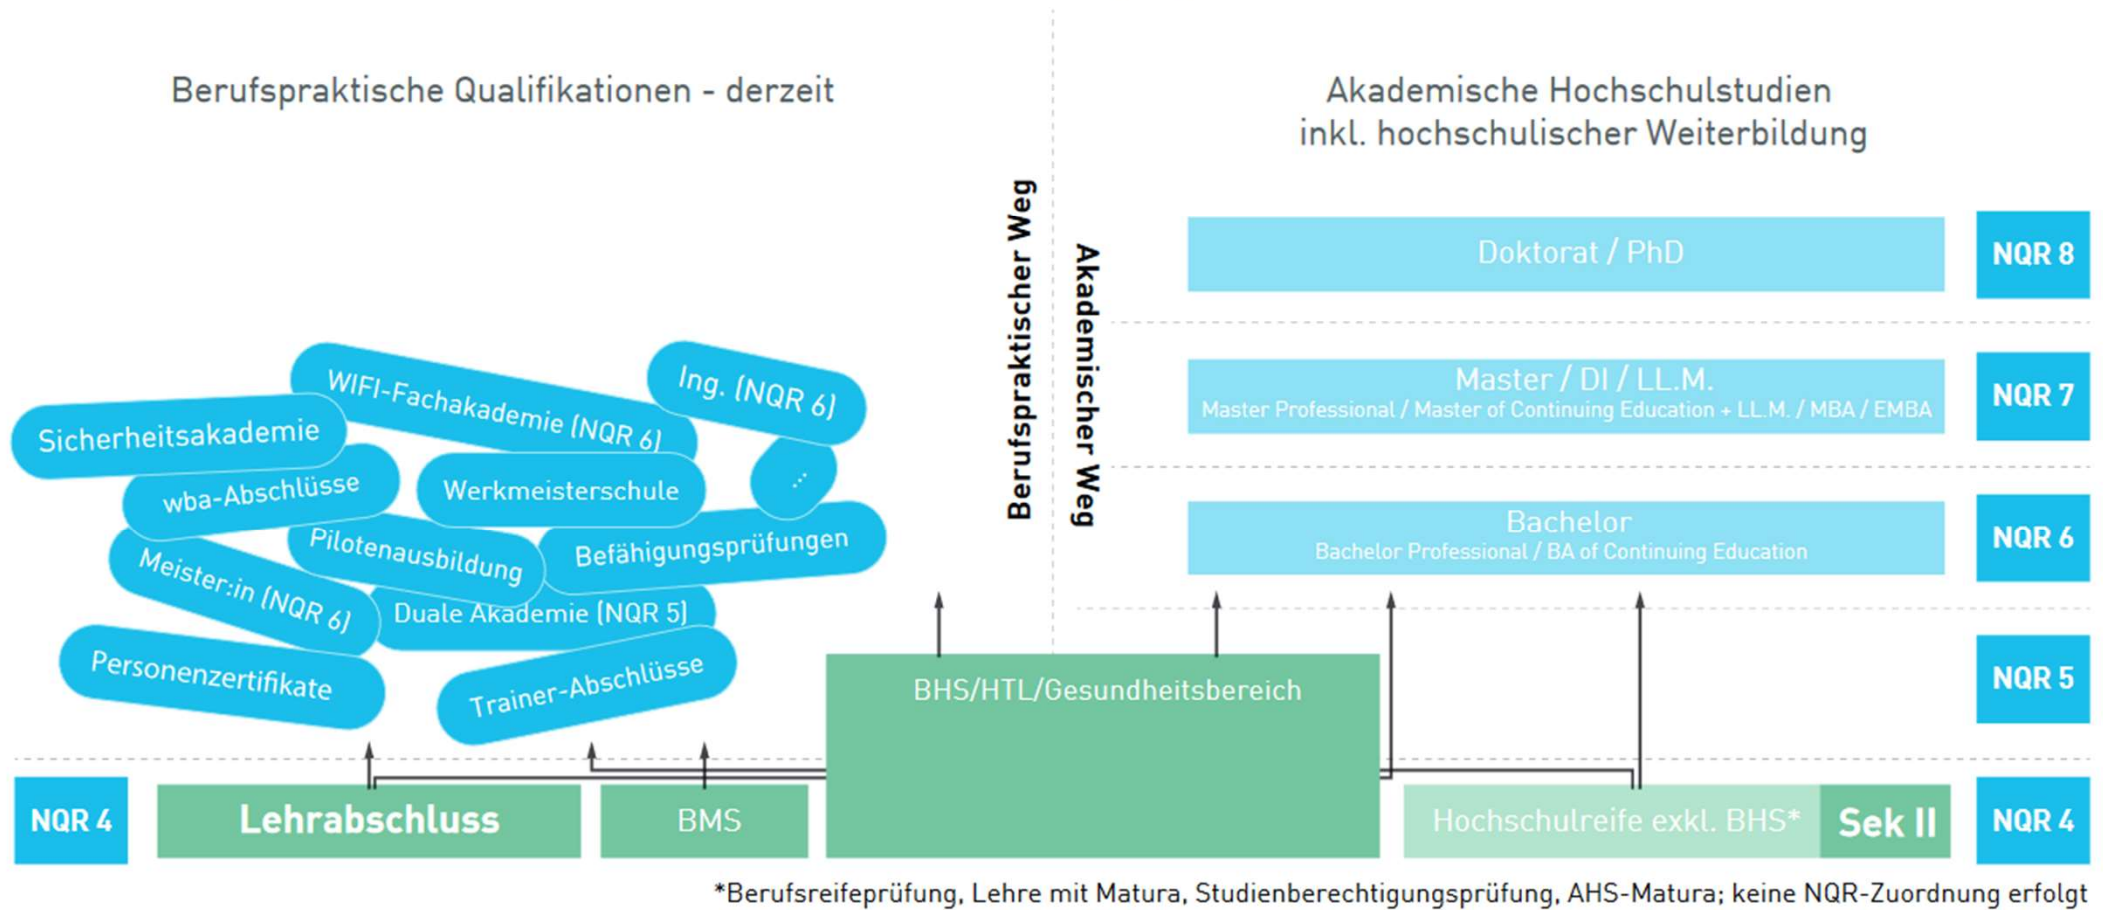 Berufspraktische Qualifikationen - derzeit
Akademische Hochschulstudien
inkl. hochschulischer Weiterbildung
Berufspraktischer Weg
Akademischer Weg
Doktorat / PhD
NQR 8
Master / DI / LL.M.
Master Professional / Master of Continuing Education + LL.M. / MBA / EMBA
NQR 7
Bachelor
Bachelor Professional / BA of Continuing Education
NQR 6
NQR 5
WIFI-Fachakademie (NQR 6)
Ing. (NQR 6)
Sicherheitsakademie
...
wba-Abschlüsse
Werkmeisterschule
Pilotenausbildung
Befähigungsprüfungen
Meister:in (NQR 6)
Duale Akademie (NQR 5)
Personenzertifikate
Trainer-Abschlüsse
BHS/HTL/Gesundheitsbereich
NQR 4
Lehrabschluss
BMS
Hochschulreife exkl. BHS*
Sek II
NQR 4
*Berufsreifeprüfung, Lehre mit Matura, Studienberechtigungsprüfung, AHS-Matura; keine NQR-Zuordnung erfolgt